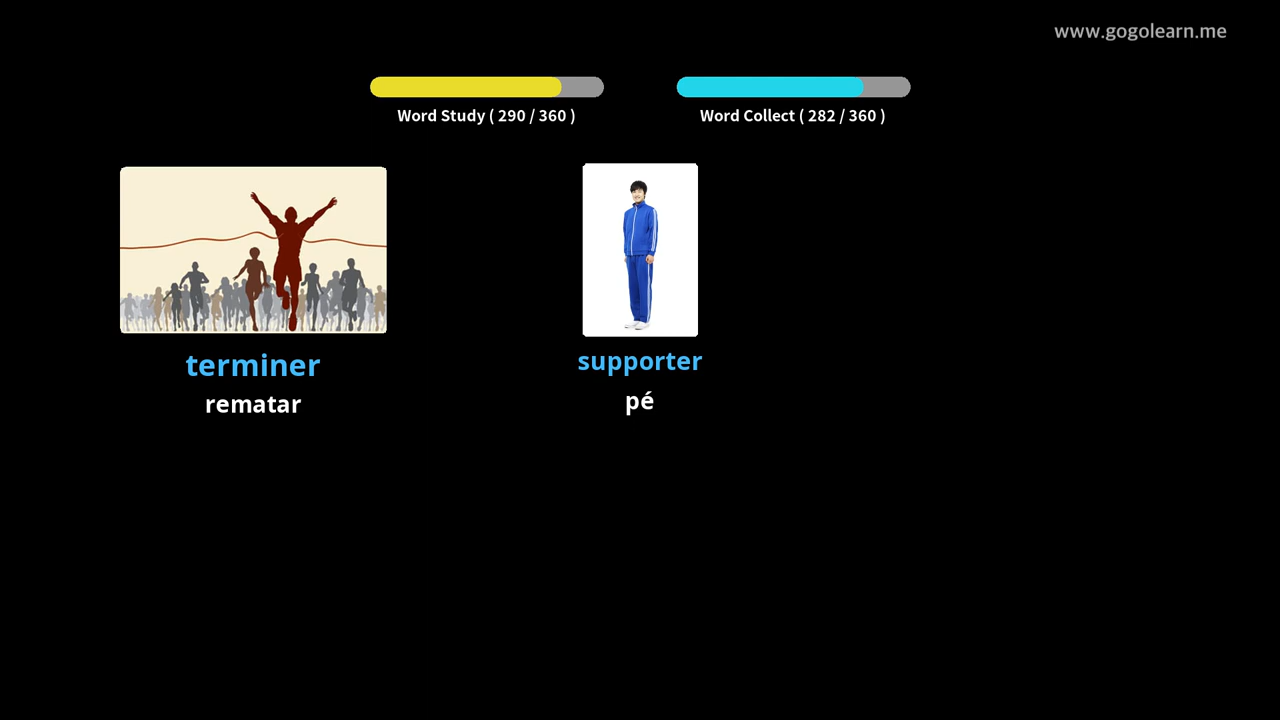 www.gogolearn.me
Word Study ( 290 / 360 )
Word Collect ( 282 / 360 )
terminer
rematar
supporter
pé